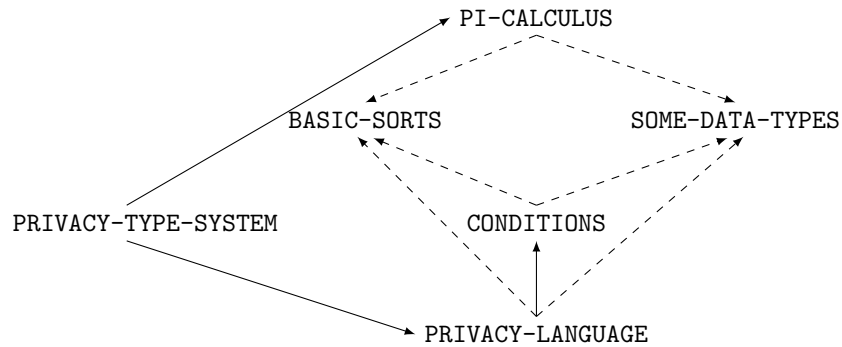 PI-CALCULUS
BASIC-SORTS
SOME-DATA-TYPES
PRIVACY-TYPE-SYSTEM
CONDITIONS
PRIVACY-LANGUAGE